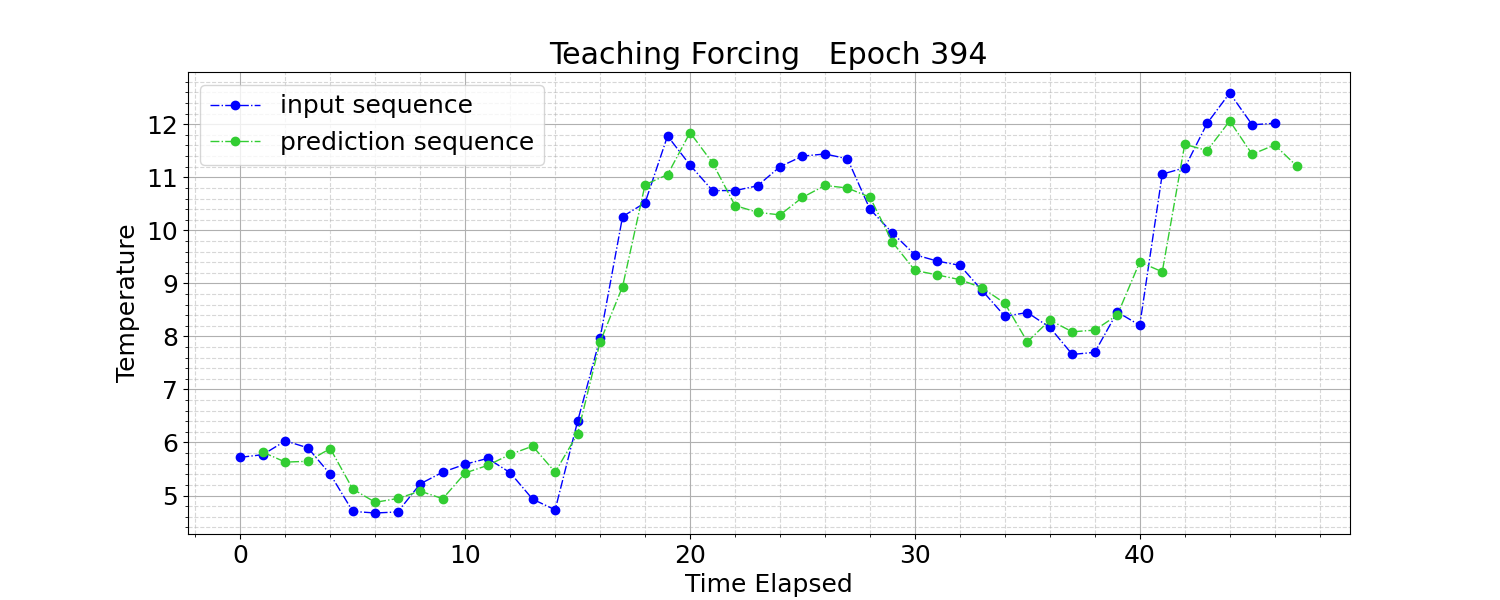 Teaching Forcing   Epoch 394
input sequence
prediction sequence
12
11
10
9
8
7
6
5
Temperature
0 10 20 30 40
Time Elapsed